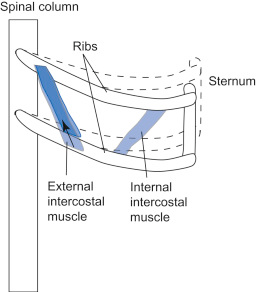 Spinal column
Ribs
Sternum
External
intercostal
muscle
Internal
intercostal
muscle